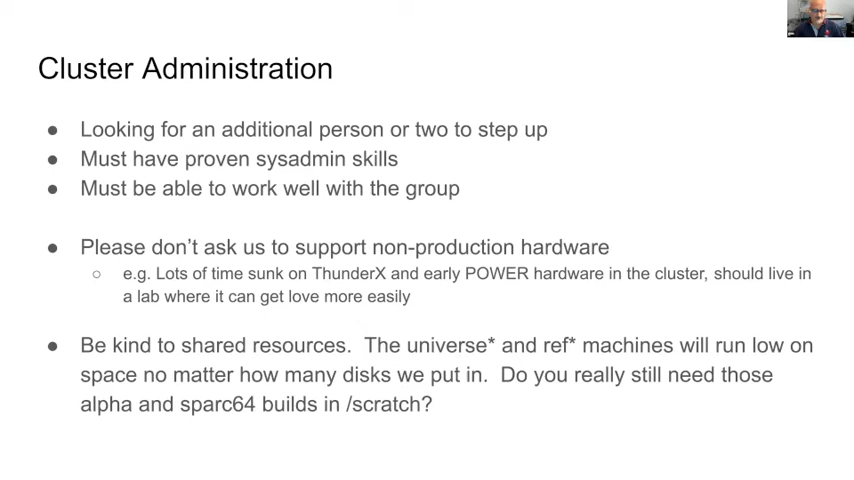 Cluster Administration
● Looking for an additional person or two to step up
● Must have proven sysadmin skills
● Must be able to work well with the group
● Please don’t ask us to support non-production hardware
○ e.g. Lots of time sunk on ThunderX and early POWER hardware in the cluster, should live in
a lab where it can get love more easily
● Be kind to shared resources.  The universe* and ref* machines will run low on
space no matter how many disks we put in.  Do you really still need those
alpha and sparc64 builds in /scratch?